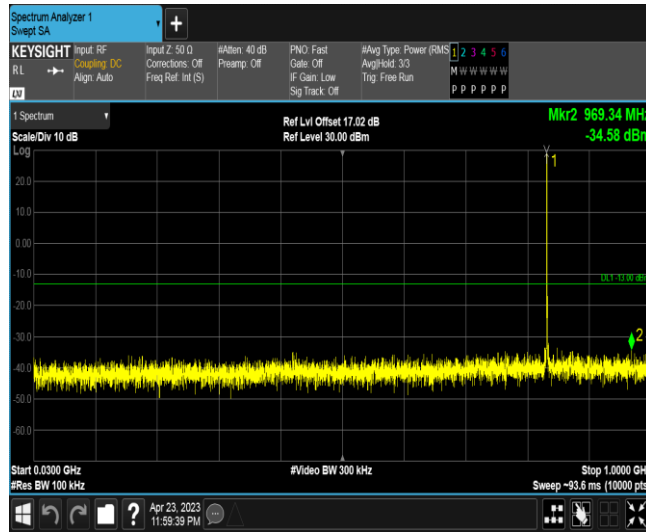 Spectrum Analyzer 1
Swept SA
+
KEYSIGHT Input: RF Input Z: 50 Ω #Atten: 40 dB PNO: Fast #Avg Type: Power (RMS 1 2 3 4 5 6
RL Coupling: DC Corrections: Off Preamp: Off Gate: Off Avg|Hold: 3/3 M W W W W W
Align: Auto Freq Ref: Int (S) IF Gain: Low Trig: Free Run
Sig Track: Off P P P P P P
LXI
1 Spectrum
Scale/Div 10 dB
Ref Lvl Offset 17.02 dB
Ref Level 30.00 dBm
Mkr2 969.34 MHz
-34.58 dBm
Log
1
20.0
10.0
0.00
-10.0
DL1 -13.00 dBm
-20.0
-30.0
2
-40.0
-50.0
-60.0
Start 0.0300 GHz #Video BW 300 kHz Stop 1.0000 GH
#Res BW 100 kHz Sweep ~93.6 ms (10000 pts
? Apr 23, 2023
11:59:39 PM